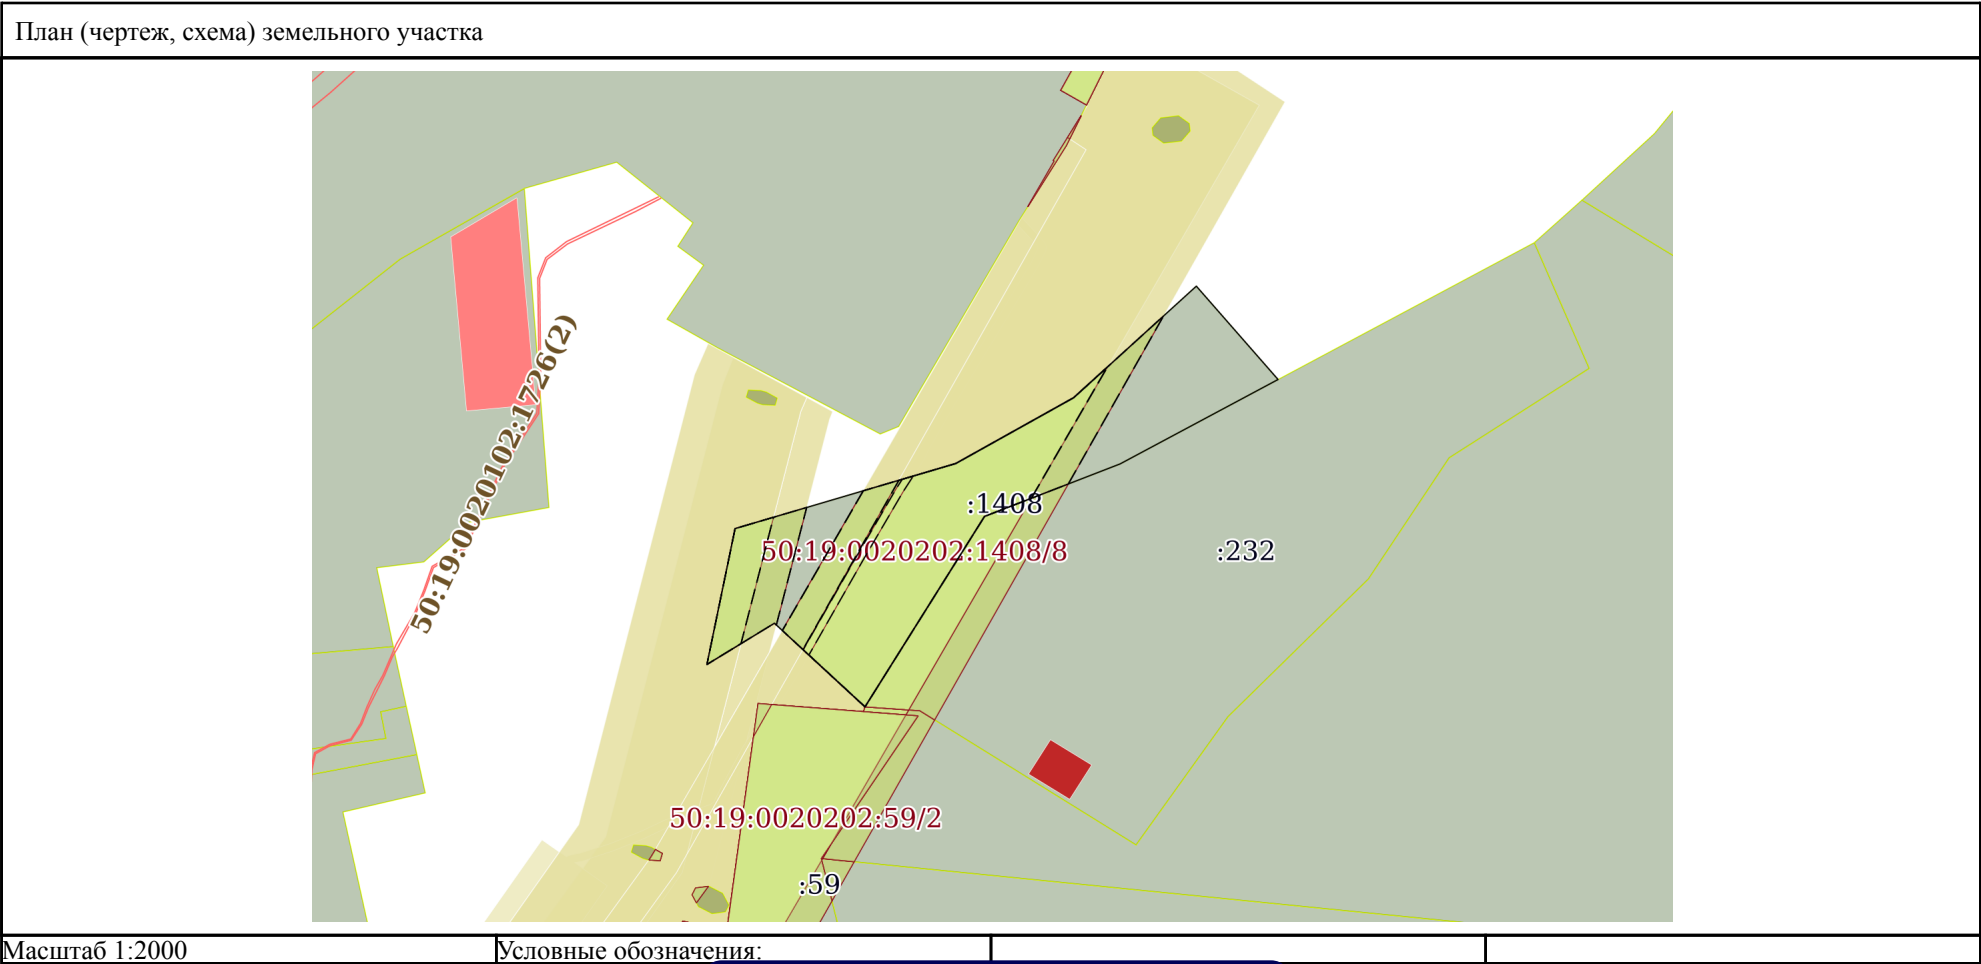 План (чертеж, схема) земельного участка
50:19:0020102:1726(2)
:1408
50:19:0020202:1408/8
:232
50:19:0020202:59/2
:59
Масштаб 1:2000
Условные обозначения: